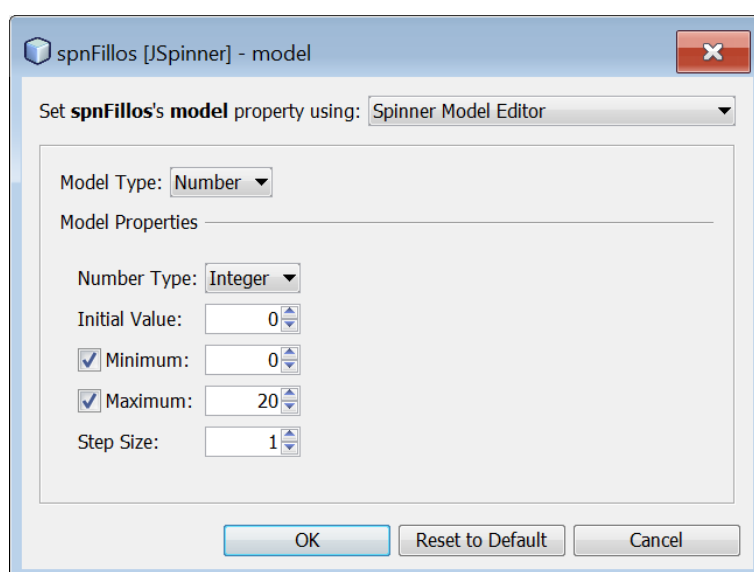 spnFillos [JSpinner] - model
Set spnFillos's model property using: Spinner Model Editor
Model Type: Number
Model Properties
Number Type: Integer
Initial Value: 0
Minimum: 0
Maximum: 20
Step Size: 1
OK Reset to Default Cancel